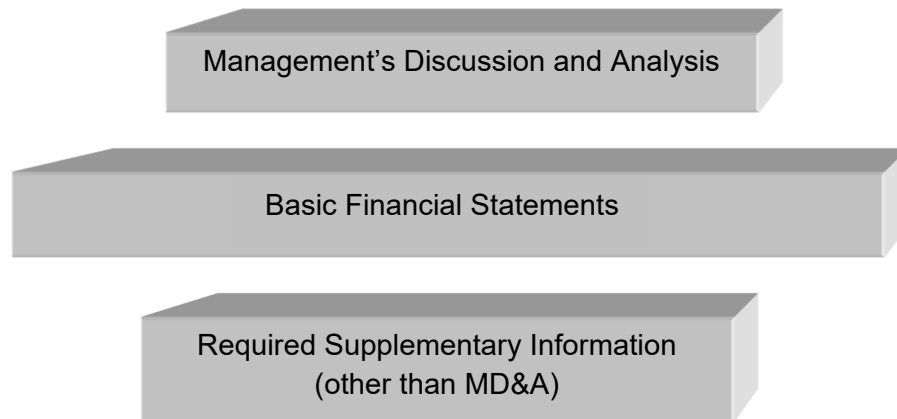 Management’s Discussion and Analysis
Basic Financial Statements
Required Supplementary Information
(other than MD&A)